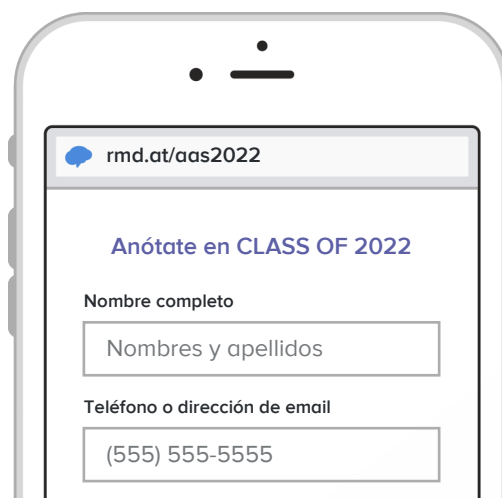 rmd.at/aas2022
Anótate en CLASS OF 2022
Nombre completo
Nombres y apellidos
Teléfono o dirección de email
(555) 555-5555